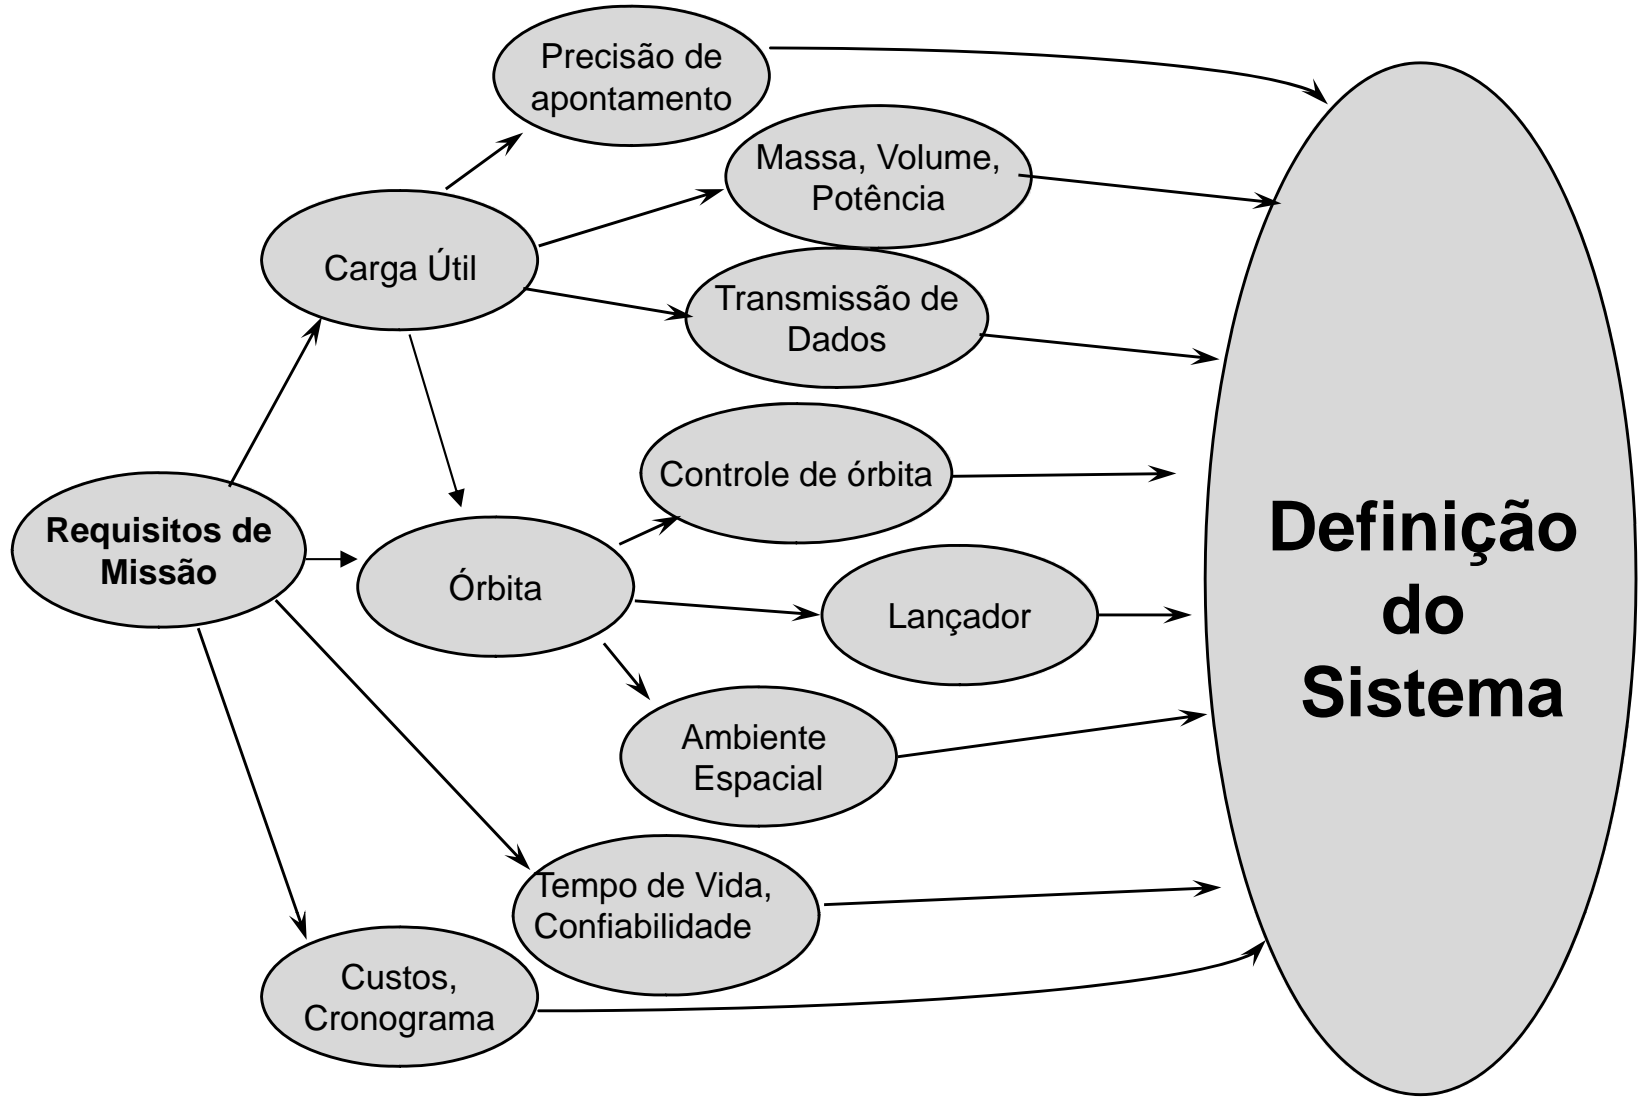 Precisão de
apontamento
Massa, Volume,
Potência
Carga Útil
Transmissão de
Dados
Controle de órbita
Requisitos de
Missão
Órbita
Lançador
Definição
do
Sistema
Ambiente
Espacial
Tempo de Vida,
Confiabilidade
Custos,
Cronograma